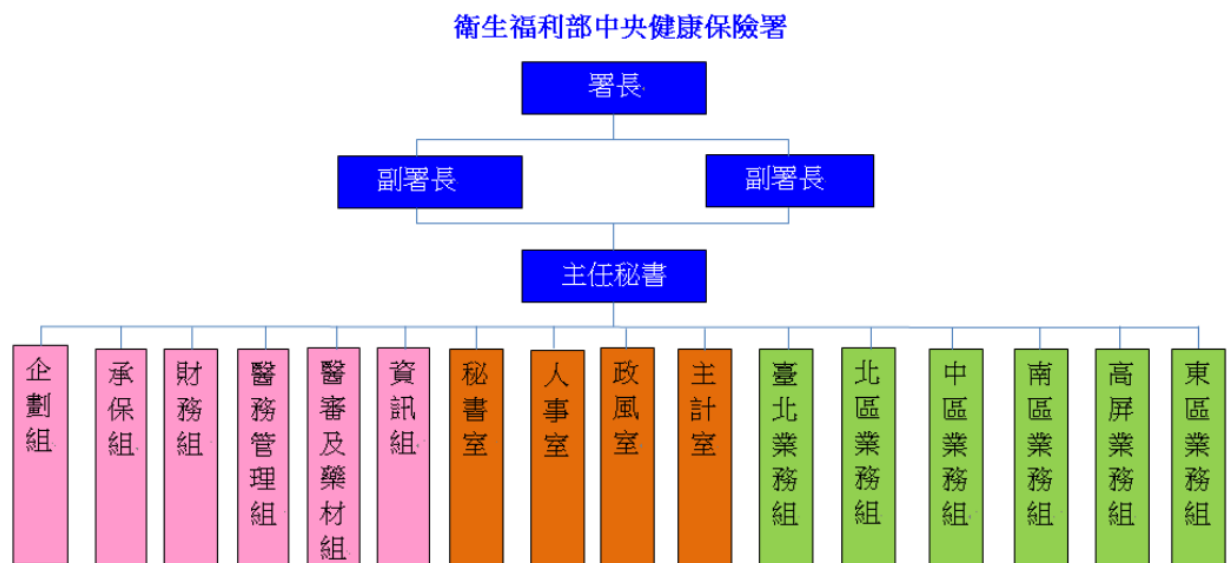 衛生福利部中央健康保險署
署長
副署長
副署長
主任秘書
企劃組
承保組
財務組
醫務管理組
醫審及藥材組
資訊組
秘書室
人事室
政風室
主計室
臺北業務組
北區業務組
中區業務組
南區業務組
高屏業務組
東區業務組